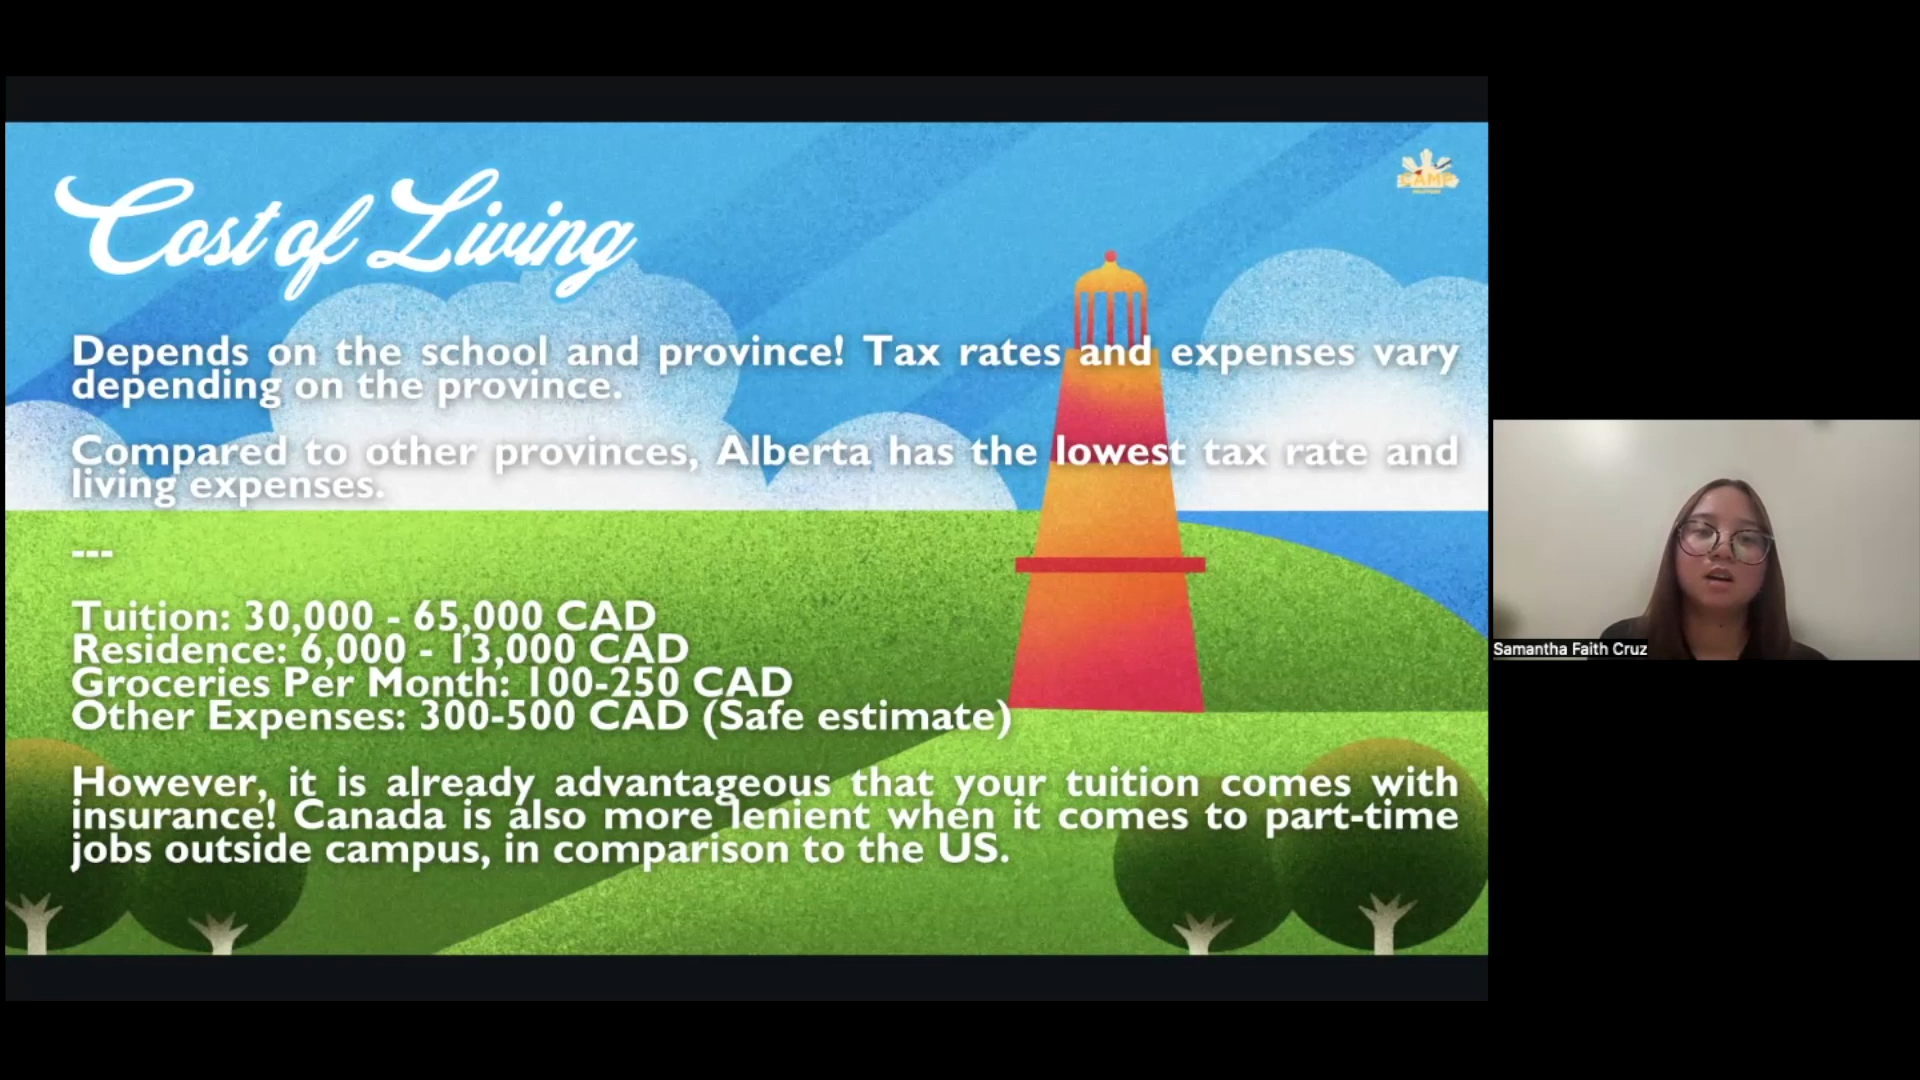 Cost of Living
CAMP
Depends on the school and province! Tax rates and expenses vary
depending on the province.
Compared to other provinces, Alberta has the lowest tax rate and
living expenses.
---
Tuition: 30,000 - 65,000 CAD
Residence: 6,000 - 13,000 CAD
Groceries Per Month: 100-250 CAD
Other Expenses: 300-500 CAD (Safe estimate)
However, it is already advantageous that your tuition comes with
insurance! Canada is also more lenient when it comes to part-time
jobs outside campus, in comparison to the US.
Samantha Faith Cruz